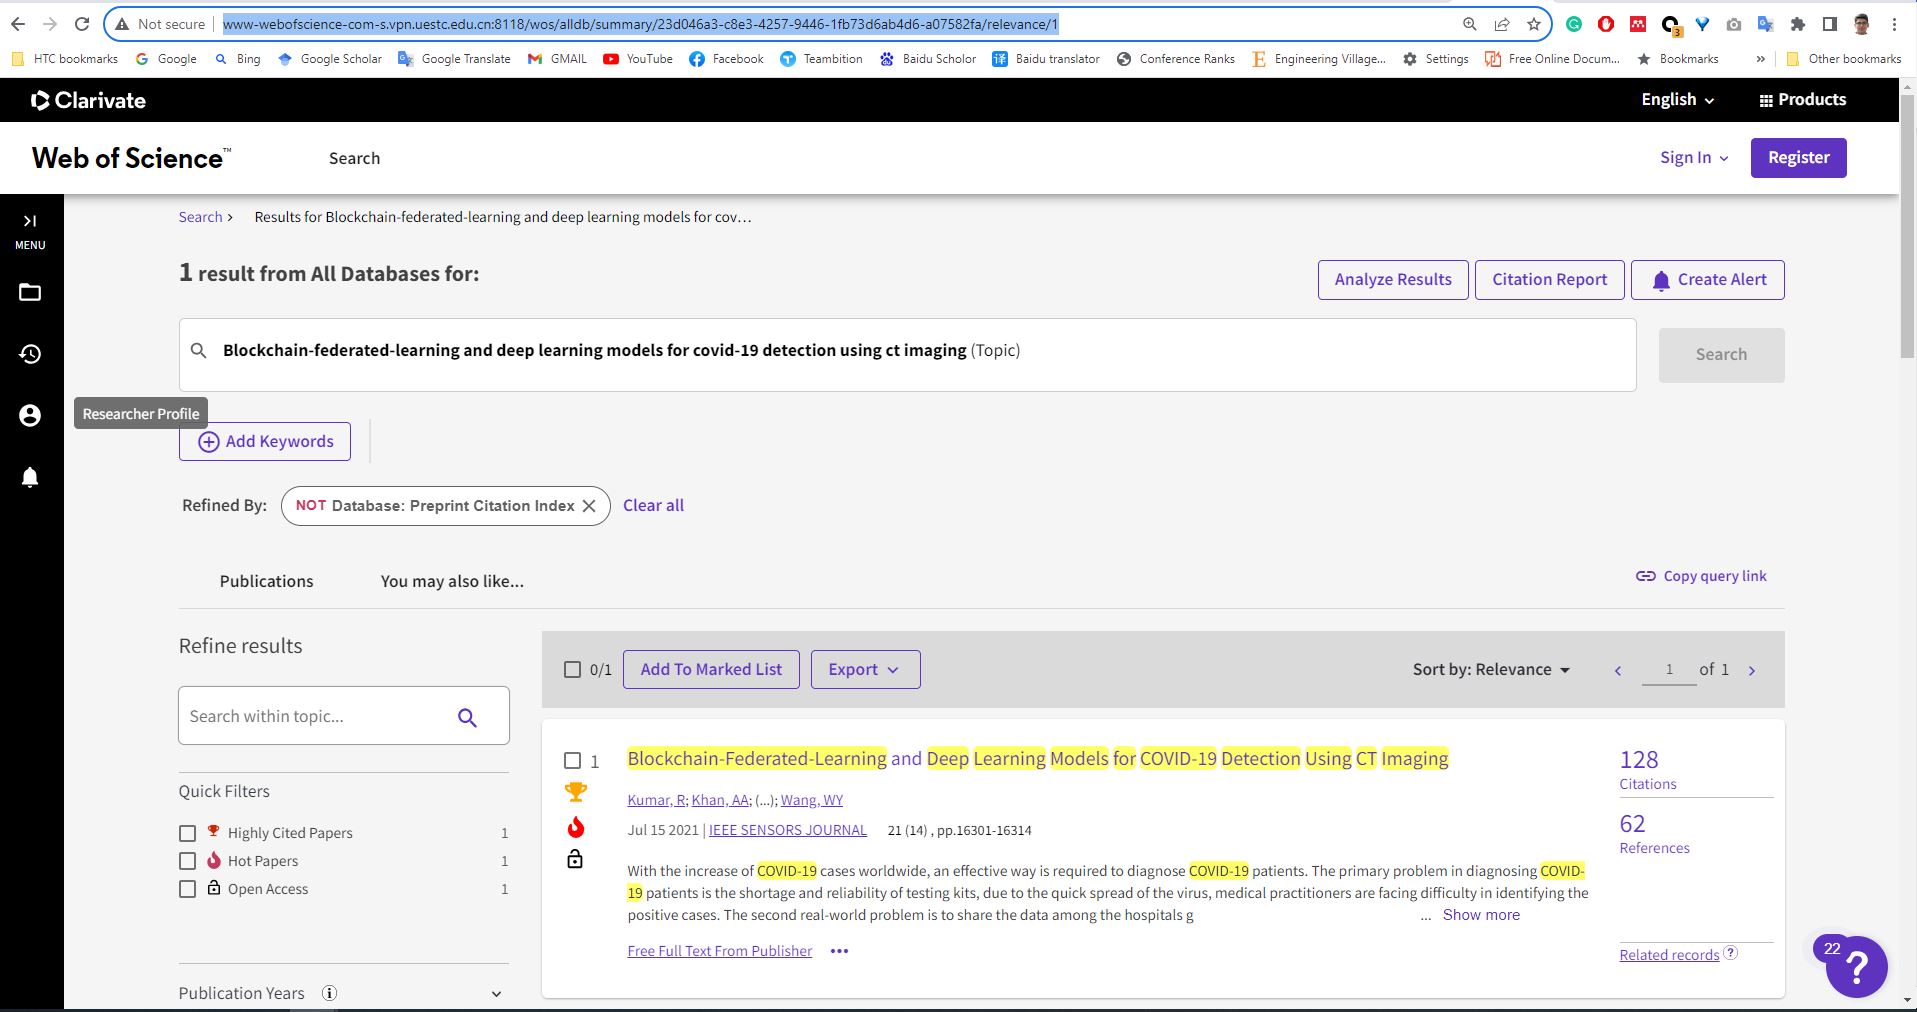 Not secure www-webofscience-com-s.vpn.uestc.edu.cn:8118/wos/alldb/summary/23d046a3-c8e3-4257-9446-1fb73d6ab4d6-a07582fa/relevance/1
3
HTC bookmarks Google Bing Google Scholar Google Translate GMAIL YouTube Facebook Teambition Baidu Scholor Baidu translator Conference Ranks Engineering Village... Settings Free Online Docum... Bookmarks » Other bookmarks
Clarivate English Products
Web of Science™ Search Sign In Register
MENU
Search > Results for Blockchain-federated-learning and deep learning models for cov...
1 result from All Databases for:
Analyze Results Citation Report Create Alert
Blockchain-federated-learning and deep learning models for covid-19 detection using ct imaging (Topic)
Search
Researcher Profile
Add Keywords
Refined By: NOT Database: Preprint Citation Index Clear all
Publications You may also like... Copy query link
Refine results
0/1 Add To Marked List Export Sort by: Relevance 1 of 1
Search within topic...
Quick Filters
Highly Cited Papers 1
Hot Papers 1
Open Access 1
Publication Years
1 Blockchain-Federated-Learning and Deep Learning Models for COVID-19 Detection Using CT Imaging
Kumar, R; Khan, AA; (...); Wang, WY
Jul 15 2021 | IEEE SENSORS JOURNAL 21 (14) , pp.16301-16314
With the increase of COVID-19 cases worldwide, an effective way is required to diagnose COVID-19 patients. The primary problem in diagnosing COVID-
19 patients is the shortage and reliability of testing kits, due to the quick spread of the virus, medical practitioners are facing difficulty in identifying the
positive cases. The second real-world problem is to share the data among the hospitals g ... Show more
Free Full Text From Publisher
128
Citations
62
References
Related records ?
22
?